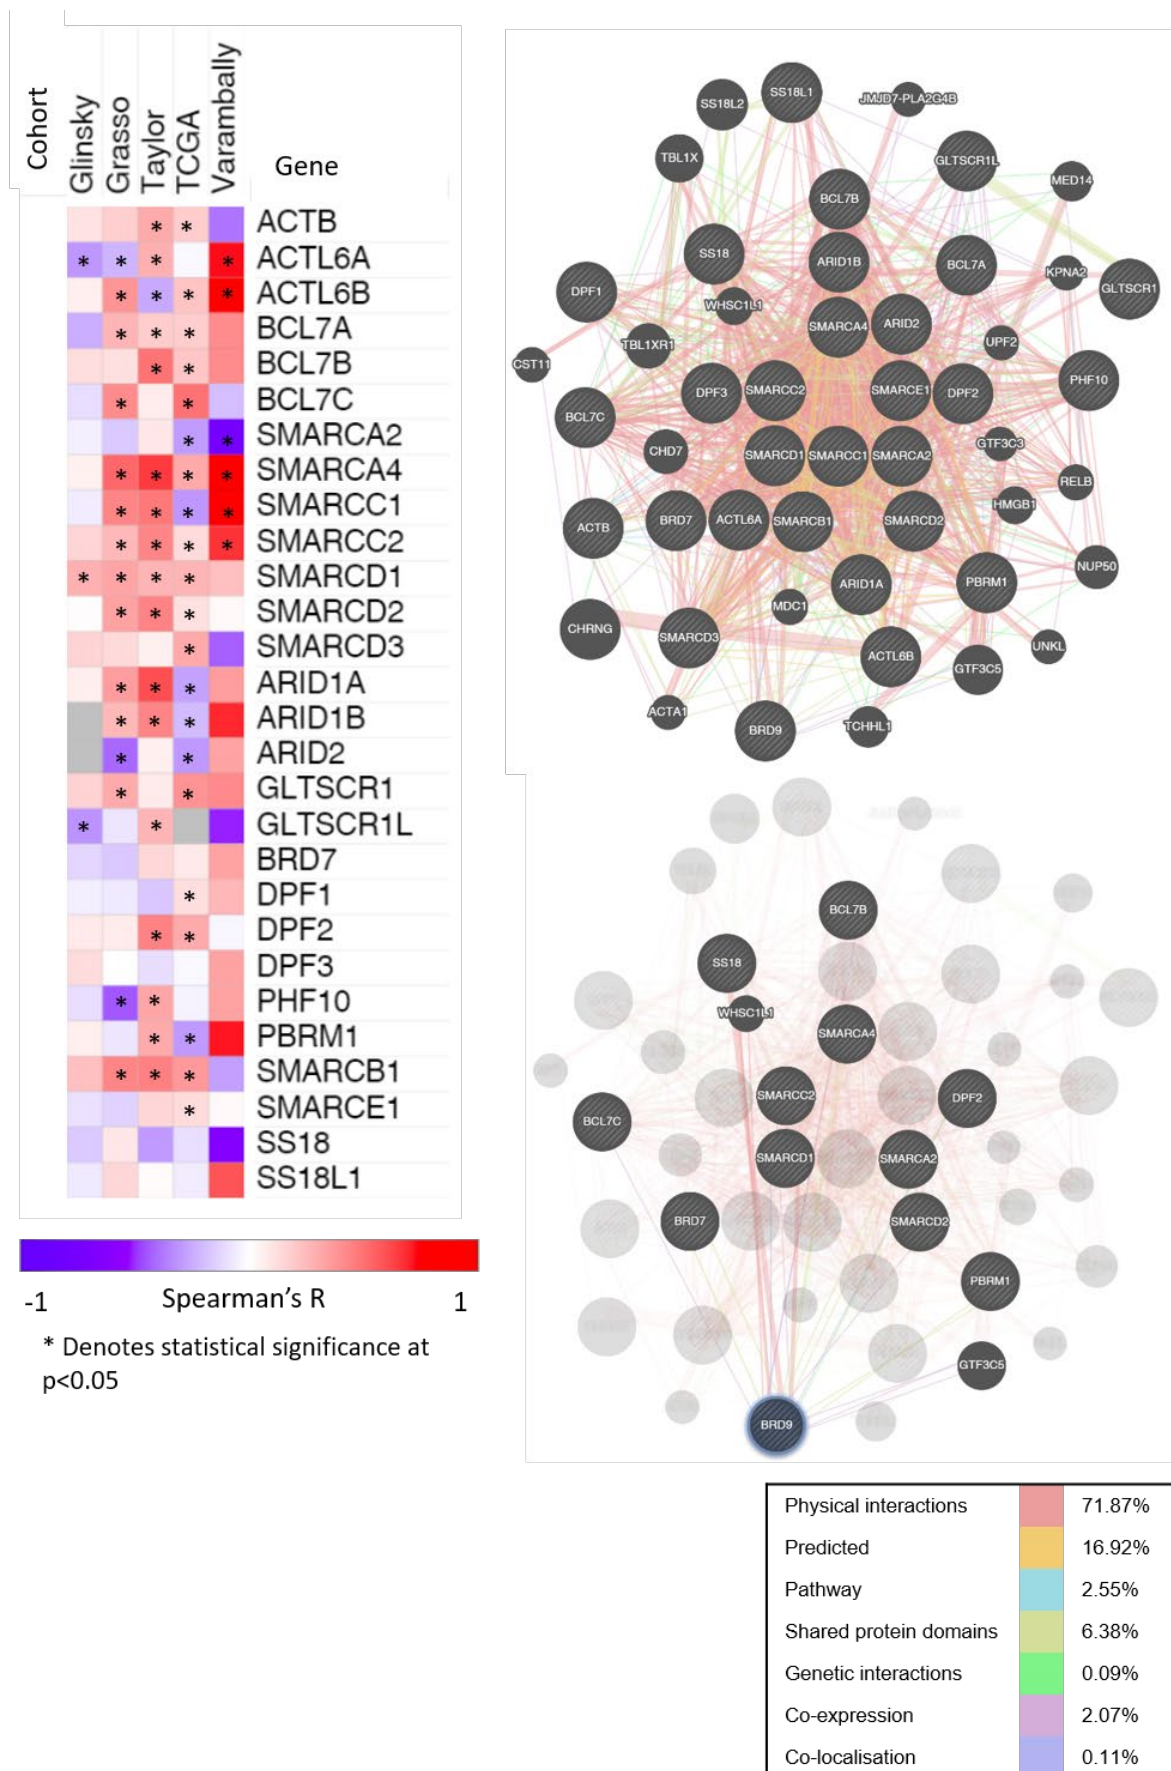 Cohort
Glinsky
Grasso
Taylor
TCGA
Varambally
Gene
* * ACTB
* * * * ACTL6A
* * * * ACTL6B
* * * BCL7A
* * BCL7B
* * BCL7C
* * SMARCA2
* * * * SMARCA4
* * * * SMARCC1
* * * * SMARCC2
* * * * SMARCD1
* * * SMARCD2
* SMARCD3
* * * ARID1A
* * * ARID1B
* * ARID2
* * GLTSCR1
* * GLTSCR1L
BRD7
* DPF1
* * DPF2
DPF3
* * PHF10
* * PBRM1
* * * SMARCB1
* SMARCE1
SS18
SS18L1
-1 Spearman's R 1
* Denotes statistical significance at
p<0.05
SS18L1
JMJD7-PLA2G4B
SS18L2
TBL1X
GLTSCR1L
MED14
BCL7B
SS18
ARID1B
BCL7A
KPNA2
GLTSCR1
DPF1
WHSC1L1
SMARCA4
ARID2
TBL1XR1
UPF2
CST11
DPF3
SMARCC2
SMARCE1
DPF2
PHF10
BCL7C
CHD7
SMARCD1
SMARCC1
SMARCA2
GTF3C3
RELB
HMGB1
ACTB
BRD7
ACTL6A
SMARCB1
SMARCD2
NUP50
ARID1A
PBRM1
MDC1
CHRNG
SMARCD3
ACTL6B
UNKL
GTF3C5
ACTA1
BRD9
TCHHL1
BCL7B
SS18
WHSC1L1
SMARCA4
SMARCC2
DPF2
BCL7C
SMARCD1
SMARCA2
BRD7
SMARCD2
PBRM1
GTF3C5
BRD9
Physical interactions 71.87%
Predicted 16.92%
Pathway 2.55%
Shared protein domains 6.38%
Genetic interactions 0.09%
Co-expression 2.07%
Co-localisation 0.11%